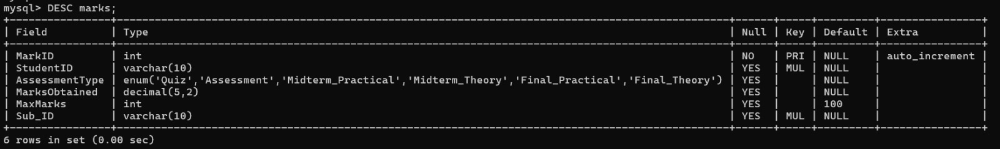 mysql> DESC marks;
+----------------+-------------------------------------------------------------------------------------------------+------+-----+---------+----------------+
| Field          | Type                                                                                            | Null | Key | Default | Extra          |
+----------------+-------------------------------------------------------------------------------------------------+------+-----+---------+----------------+
| MarkID         | int                                                                                             | NO   | PRI | NULL    | auto_increment |
| StudentID      | varchar(10)                                                                                     | YES  | MUL | NULL    |                |
| AssessmentType | enum('Quiz','Assessment','Midterm_Practical','Midterm_Theory','Final_Practical','Final_Theory') | YES  |     | NULL    |                |
| MarksObtained  | decimal(5,2)                                                                                    | YES  |     | NULL    |                |
| MaxMarks       | int                                                                                             | YES  |     | 100     |                |
| Sub_ID         | varchar(10)                                                                                     | YES  | MUL | NULL    |                |
+----------------+-------------------------------------------------------------------------------------------------+------+-----+---------+----------------+
6 rows in set (0.00 sec)